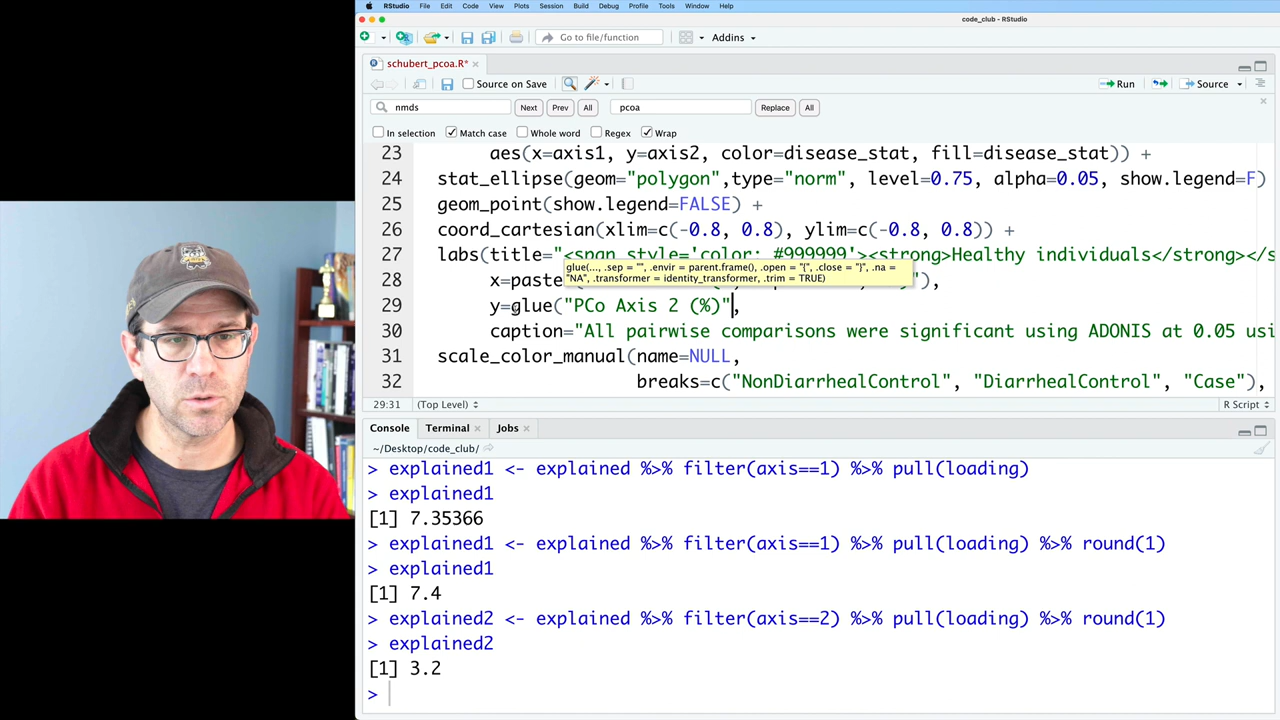 RStudio File Edit Code View Plots Session Build Debug Profile Tools Window Help
code_club - RStudio
Go to file/function Addins
schubert_pcoa.R*
Source on Save Run Source
nmds Next Prev All pcoa Replace All
In selection Match case Whole word Regex Wrap
23 aes(x=axis1, y=axis2, color=disease_stat, fill=disease_stat)) +
24 stat_ellipse(geom="polygon",type="norm", level=0.75, alpha=0.05, show.legend=F)
25 geom_point(show.legend=FALSE) +
26 coord_cartesian(xlim=c(-0.8, 0.8), ylim=c(-0.8, 0.8)) +
27 labs(title="<span style='color: #999999'><strong>Healthy individuals</strong></
glue(..., .sep = "", .envir = parent.frame(), .open = "{", .close = "}", .na =
"NA", .transformer = identity_transformer, .trim = TRUE)
28 x=paste
29 y=glue("PCo Axis 2 (%)",
30 caption="All pairwise comparisons were significant using ADONIS at 0.05 usi
31 scale_color_manual(name=NULL,
32 breaks=c("NonDiarrhealControl", "DiarrhealControl", "Case"),
29:31 (Top Level) R Script
Console Terminal Jobs
~/Desktop/code_club/
> explained1 <- explained %>% filter(axis==1) %>% pull(loading)
> explained1
[1] 7.35366
> explained1 <- explained %>% filter(axis==1) %>% pull(loading) %>% round(1)
> explained1
[1] 7.4
> explained2 <- explained %>% filter(axis==2) %>% pull(loading) %>% round(1)
> explained2
[1] 3.2
>